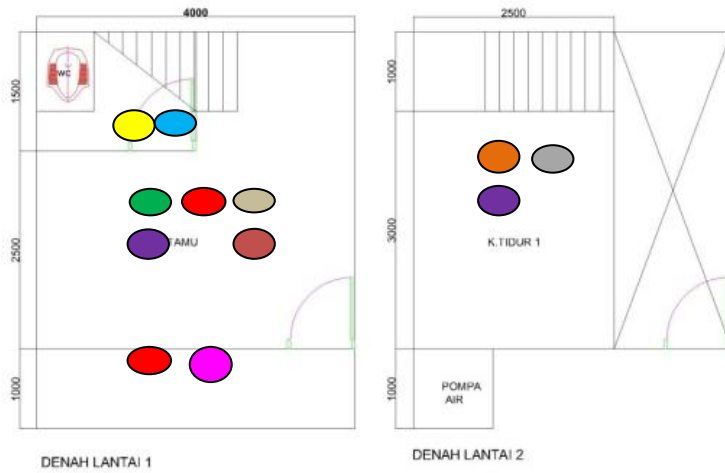 4000
2500
WC
1500
1000
TAMU
K.TIDUR 1
2500
3000
1000
1000
POMPA
AIR
DENAH LANTAI 1
DENAH LANTAI 2